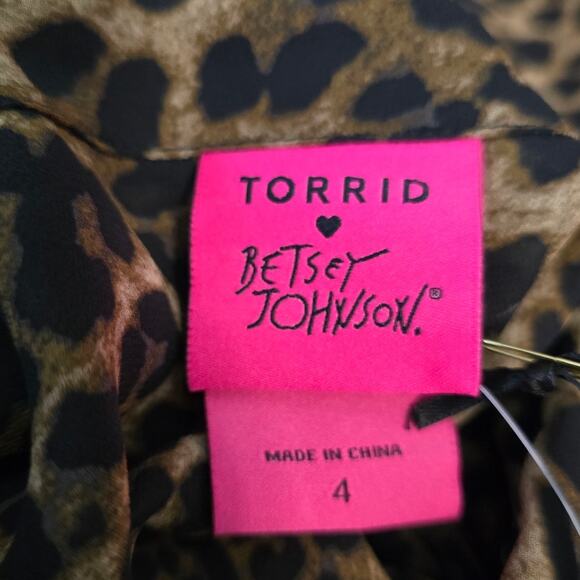 TORRID
BETSEY
JOHNSON.®
MADE IN CHINA
4